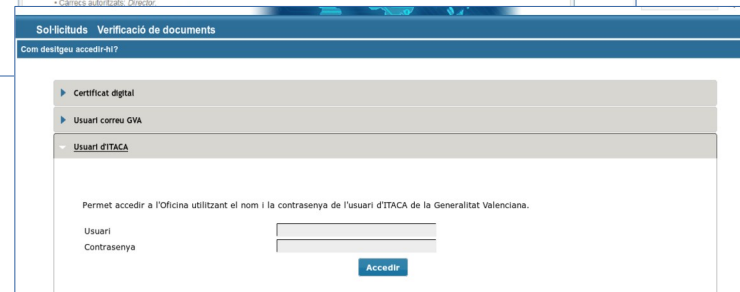 • Càrrecs autoritzats: Director.
Sol·licituds Verificació de documents
Com desitgeu accedir-hi?
Certificat digital
Usuari correu GVA
Usuari d'ITACA
Permet accedir a l'Oficina utilitzant el nom i la contrasenya de l'usuari d'ITACA de la Generalitat Valenciana.
Usuari
Contrasenya
Accedir